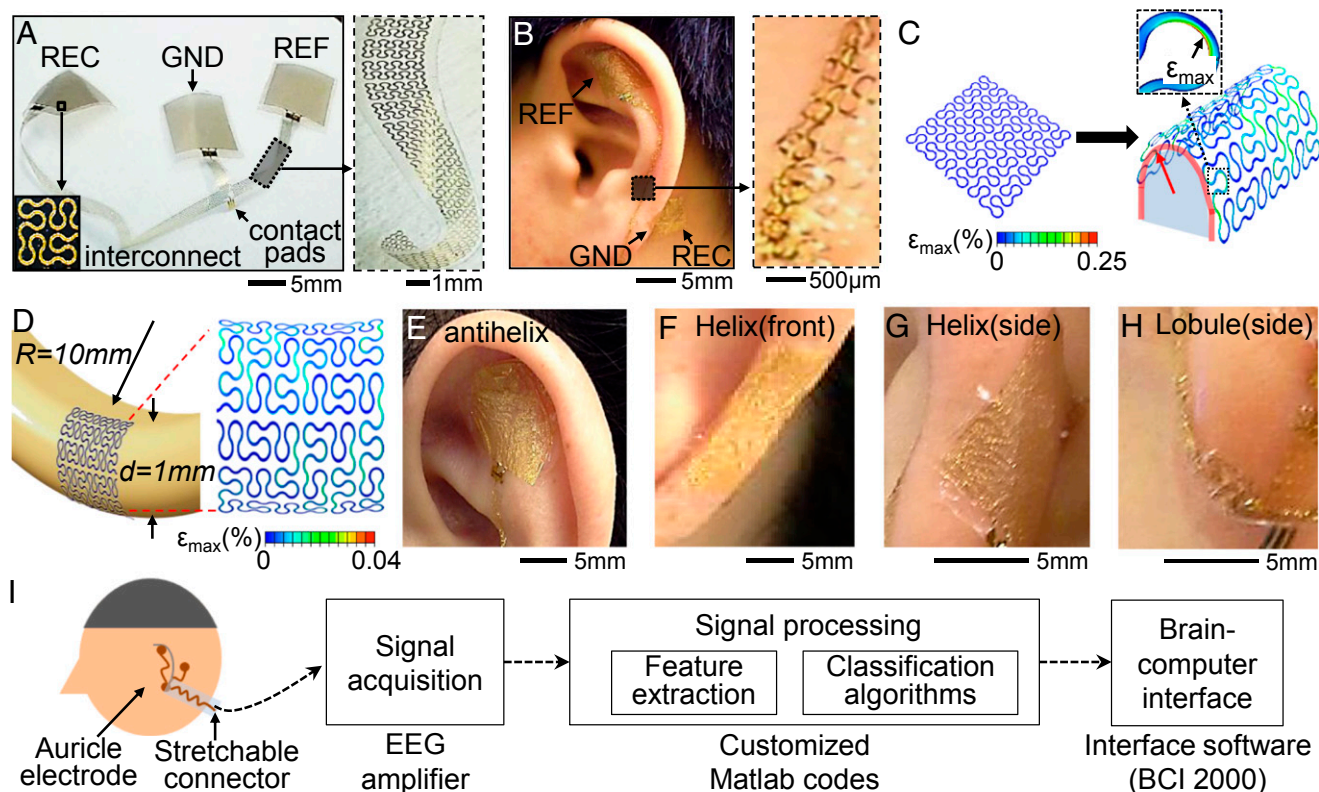 A
REC
GND
REF
interconnect
contact
pads
5mm
1mm
B
REF
GND
REC
5mm
500μm
C
εmax
εmax(%)
0
0.25
D
R=10mm
d=1mm
εmax(%)
0
0.04
E
antihelix
5mm
F
Helix(front)
5mm
G
Helix(side)
5mm
H
Lobule(side)
5mm
I
Auricle
electrode
Stretchable
connector
Signal
acquisition
EEG
amplifier
Signal processing
Feature
extraction
Classification
algorithms
Customized
Matlab codes
Brain-
computer
interface
Interface software
(BCI 2000)